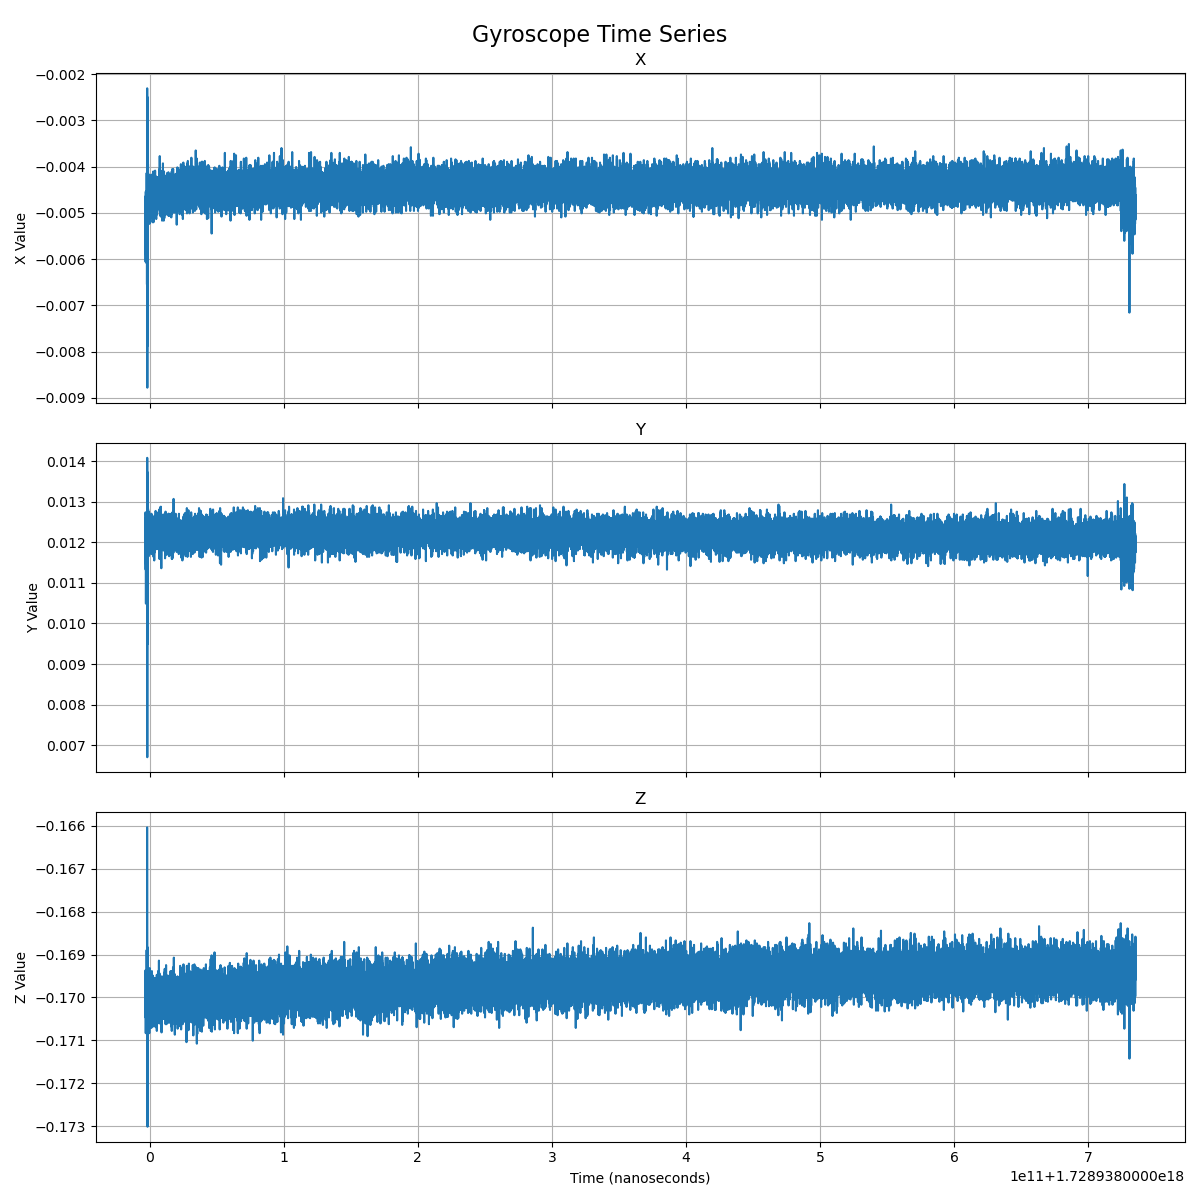 Gyroscope Time Series
X
−0.002
−0.003
−0.004
−0.005
−0.006
−0.007
−0.008
−0.009
X Value
Y
0.014
0.013
0.012
0.011
0.010
0.009
0.008
0.007
Y Value
Z
−0.166
−0.167
−0.168
−0.169
−0.170
−0.171
−0.172
−0.173
Z Value
0 1 2 3 4 5 6 7
Time (nanoseconds)
1e11+1.7289380000e18